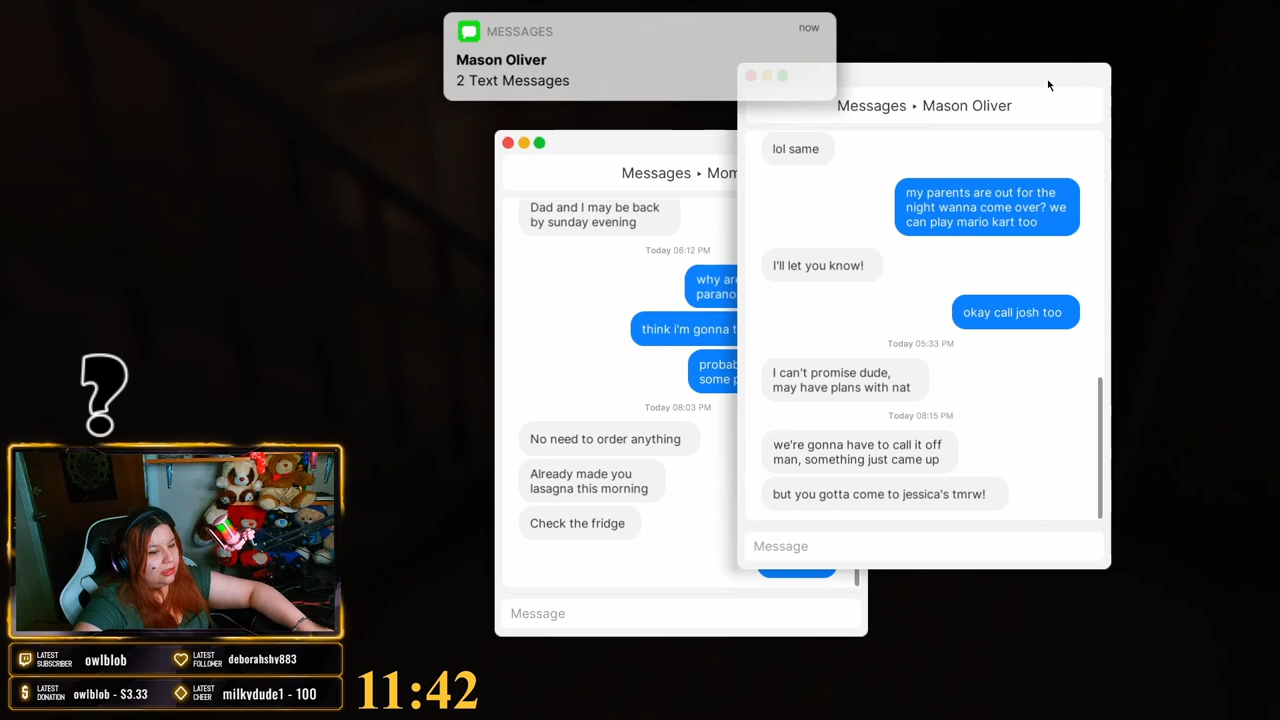 MESSAGES
now
Mason Oliver
2 Text Messages
Messages ‣ Mason Oliver
lol same
my parents are out for the
night wanna come over? we
can play mario kart too
I'll let you know!
okay call josh too
Today 05:33 PM
I can't promise dude,
may have plans with nat
Today 08:15 PM
we're gonna have to call it off
man, something just came up
but you gotta come to jessica's tmrw!
Message
Messages ‣ Mom
Dad and I may be back
by sunday evening
Today 06:12 PM
why
think i'm gonna
some
Today 08:03 PM
No need to order anything
Already made you
lasagna this morning
Check the fridge
Message
?
LATEST
SUBSCRIBER
owlblob
LATEST
FOLLOWER
deborahshy883
$
LATEST
DONATION
owlblob - $3.33
LATEST
CHEER
milkydude1 - 100
11:42